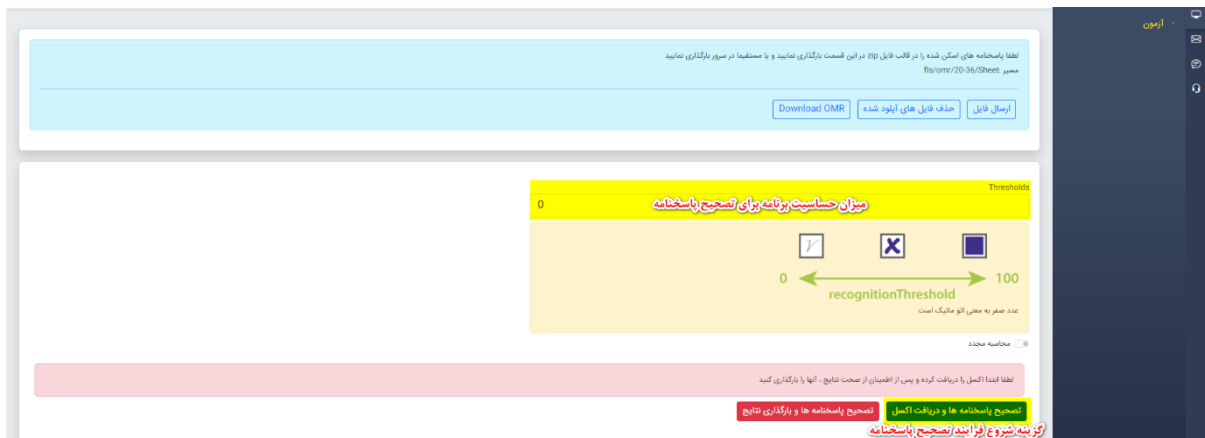 آزمون
لطفا پاسخنامه های اسکن شده را در قالب فایل zip در این قسمت بارگذاری نمایید و یا مستقیما در سرور بارگذاری نمایید
مسیر :fls/omr/20-36/Sheet
ارسال فایل حذف فایل های آپلود شده Download OMR
Thresholds
میزان حساسیت برنامه برای تصحیح پاسخنامه 0
0 100
recognitionThreshold
عدد صفر به معنی اتو ماتیک است
محاسبه مجدد
لطفا ابتدا اکسل را دریافت کرده و پس از اطمینان از صحت نتایج ، آنها را بارگذاری کنید
تصحیح پاسخنامه ها و دریافت اکسل تصحیح پاسخنامه ها و بارگذاری نتایج
گزینه شروع فرایند تصحیح پاسخنامه